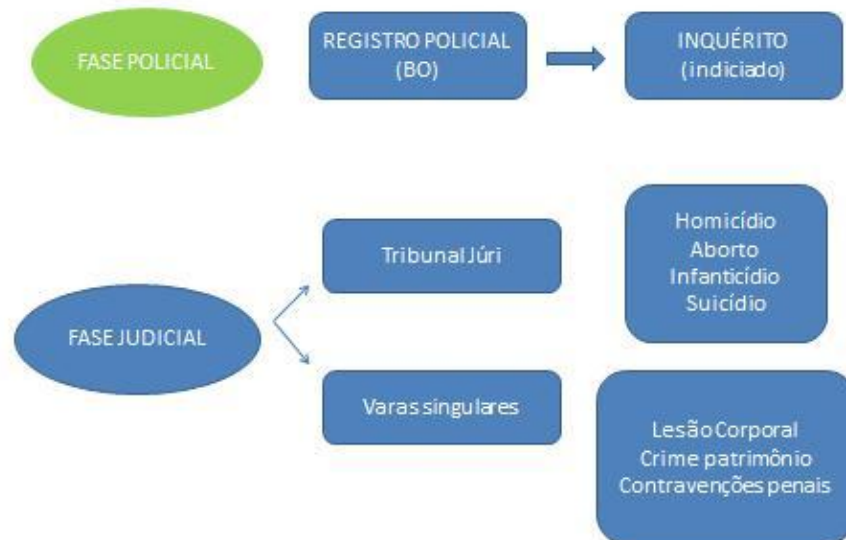 FASE POLICIAL
REGISTRO POLICIAL
(BO)
INQUÉRITO
(indiciado)
FASE JUDICIAL
Tribunal Júri
Homicídio
Aborto
Infanticídio
Suicídio
Varas singulares
Lesão Corporal
Crime patrimônio
Contravenções penais